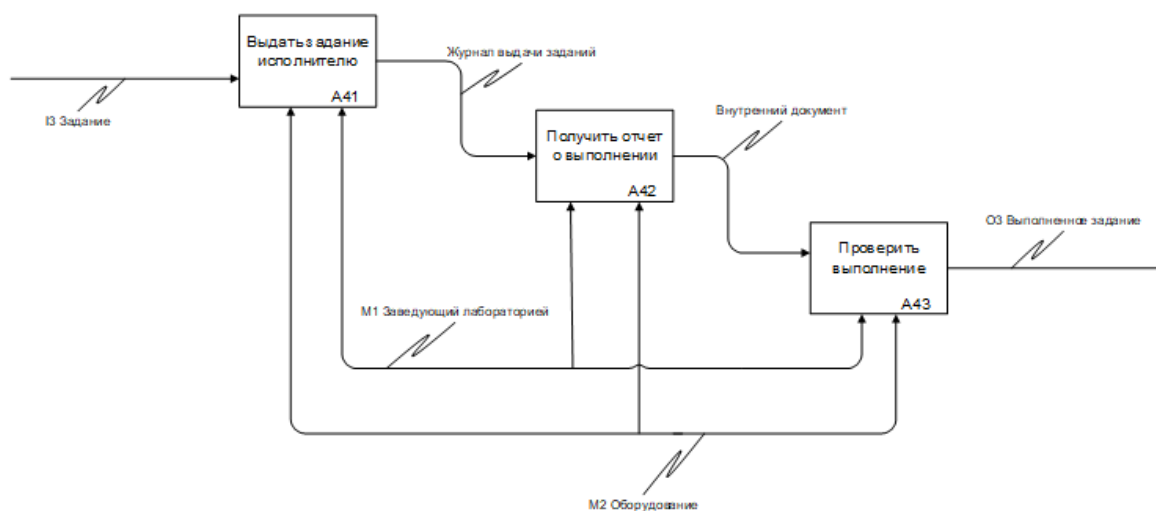 Выдать задание
исполнителю
A41
Журнал выдачи заданий
I3 Задание
Получить отчет
о выполнении
A42
Внутренний документ
Проверить
выполнение
A43
O3 Выполненное задание
M1 Заведующий лабораторией
M2 Оборудование